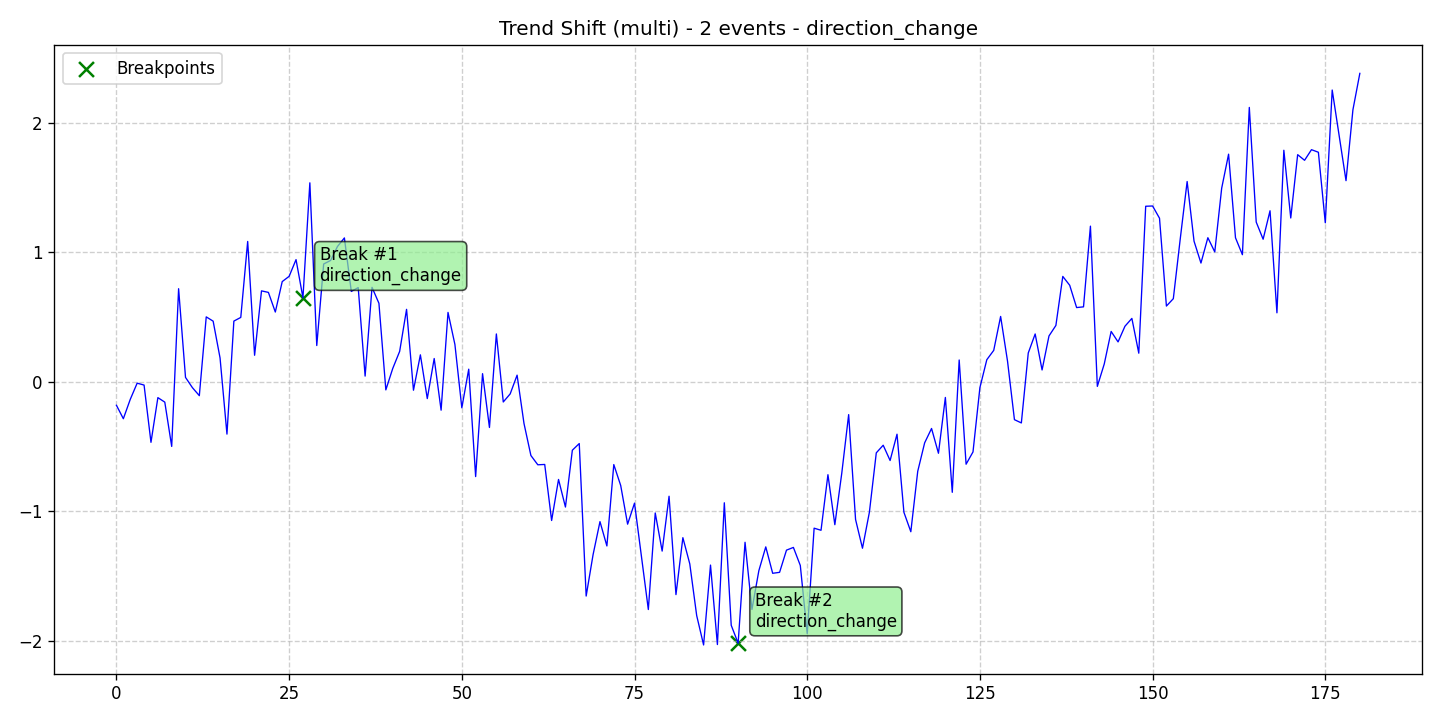 Trend Shift (multi) - 2 events - direction_change
Breakpoints
2
1
0
−1
−2
Break #1
direction_change
Break #2
direction_change
0 25 50 75 100 125 150 175